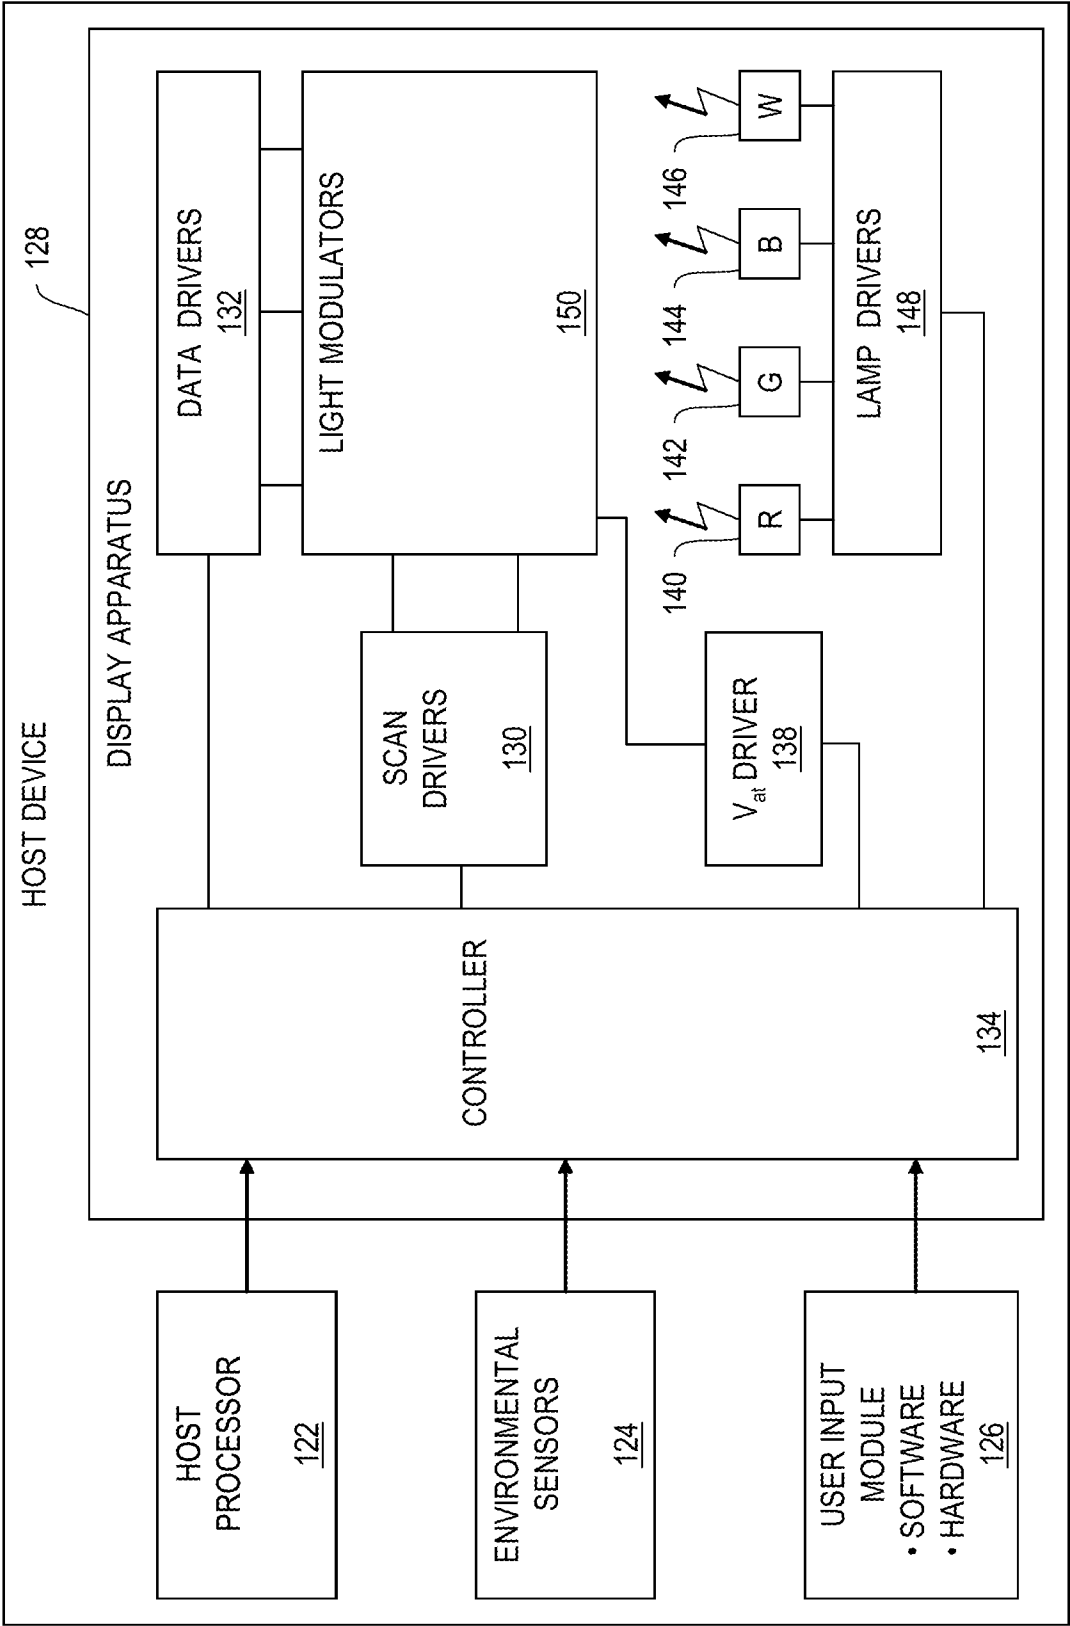 HOST DEVICE
128
DISPLAY APPARATUS
HOST
PROCESSOR
122
ENVIRONMENTAL
SENSORS
124
USER INPUT
MODULE
• SOFTWARE
• HARDWARE
126
CONTROLLER
134
DATA DRIVERS
132
SCAN
DRIVERS
130
LIGHT MODULATORS
150
Vat DRIVER
138
140
142
144
146
R
G
B
W
LAMP DRIVERS
148